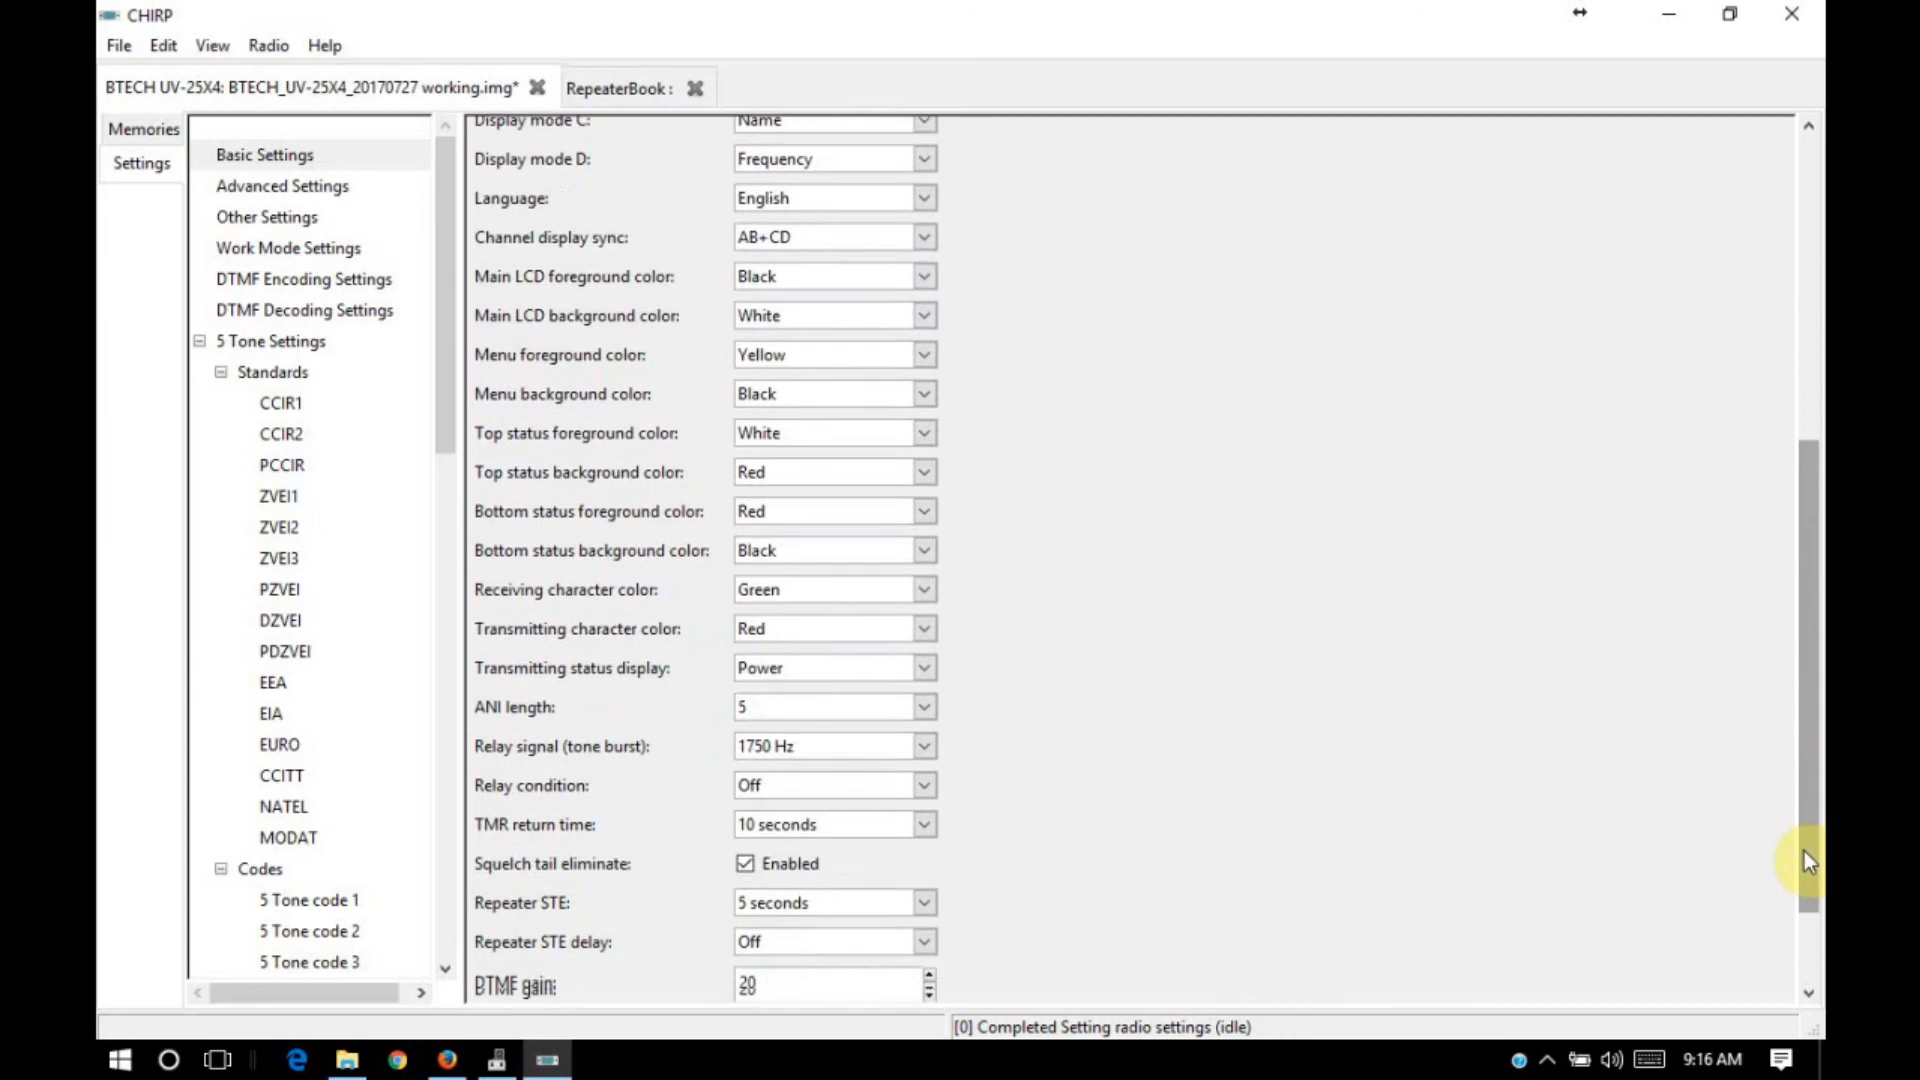 CHIRP
File Edit View Radio Help
BTECH UV-25X4: BTECH_UV-25X4_20170727 working.img* RepeaterBook :
Memories
Settings
Basic Settings
Advanced Settings
Other Settings
Work Mode Settings
DTMF Encoding Settings
DTMF Decoding Settings
5 Tone Settings
Standards
CCIR1
CCIR2
PCCIR
ZVEI1
ZVEI2
ZVEI3
PZVEI
DZVEI
PDZVEI
EEA
EIA
EURO
CCITT
NATEL
MODAT
Codes
5 Tone code 1
5 Tone code 2
5 Tone code 3
Display mode C: Name
Display mode D: Frequency
Language: English
Channel display sync: AB+CD
Main LCD foreground color: Black
Main LCD background color: White
Menu foreground color: Yellow
Menu background color: Black
Top status foreground color: White
Top status background color: Red
Bottom status foreground color: Red
Bottom status background color: Black
Receiving character color: Green
Transmitting character color: Red
Transmitting status display: Power
ANI length: 5
Relay signal (tone burst): 1750 Hz
Relay condition: Off
TMR return time: 10 seconds
Squelch tail eliminate: Enabled
Repeater STE: 5 seconds
Repeater STE delay: Off
DTMF gain:
[0] Completed Setting radio settings (idle)
9:16 AM